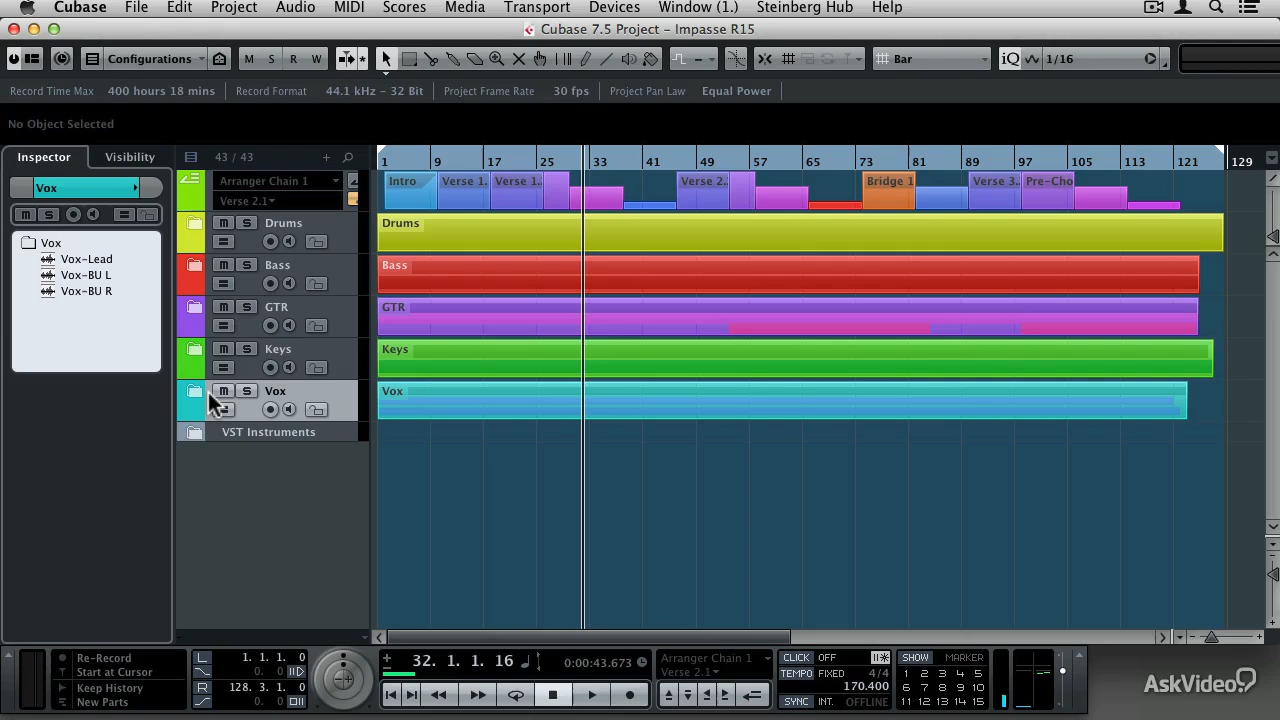 Cubase File Edit Project Audio MIDI Scores Media Transport Devices Window (1.) Steinberg Hub Help
Cubase 7.5 Project - Impasse R15
Configurations M S R W Bar iQ 1/16
Record Time Max 400 hours 18 mins Record Format 44.1 kHz - 32 Bit Project Frame Rate 30 fps Project Pan Law Equal Power
No Object Selected
Inspector Visibility 43 / 43 1 9 17 25 33 41 49 57 65 73 81 89 97 105 113 121 129
Vox Arranger Chain 1 Intro Verse 1. Verse 1.. Verse 2.. Bridge 1 Verse 3.. Pre-Cho
Verse 2.1
M S
M S Drums Drums
Vox
Vox-Lead
Vox-BU L
Vox-BU R
M S Bass Bass
M S GTR GTR
M S Keys Keys
M S Vox Vox
VST Instruments
Re-Record
Start at Cursor
Keep History
New Parts
L 1. 1. 1. 0
0. 0
R 128. 3. 1. 0
0. 0
32. 1. 1. 16 0:00:43.673
Arranger Chain 1
Verse 2.1
CLICK OFF
TEMPO FIXED 4/4
170.400
SYNC INT. OFFLINE
SHOW MARKER
1 2 3 4 5
6 7 8 9 10
11 12 13 14 15
AskVideo